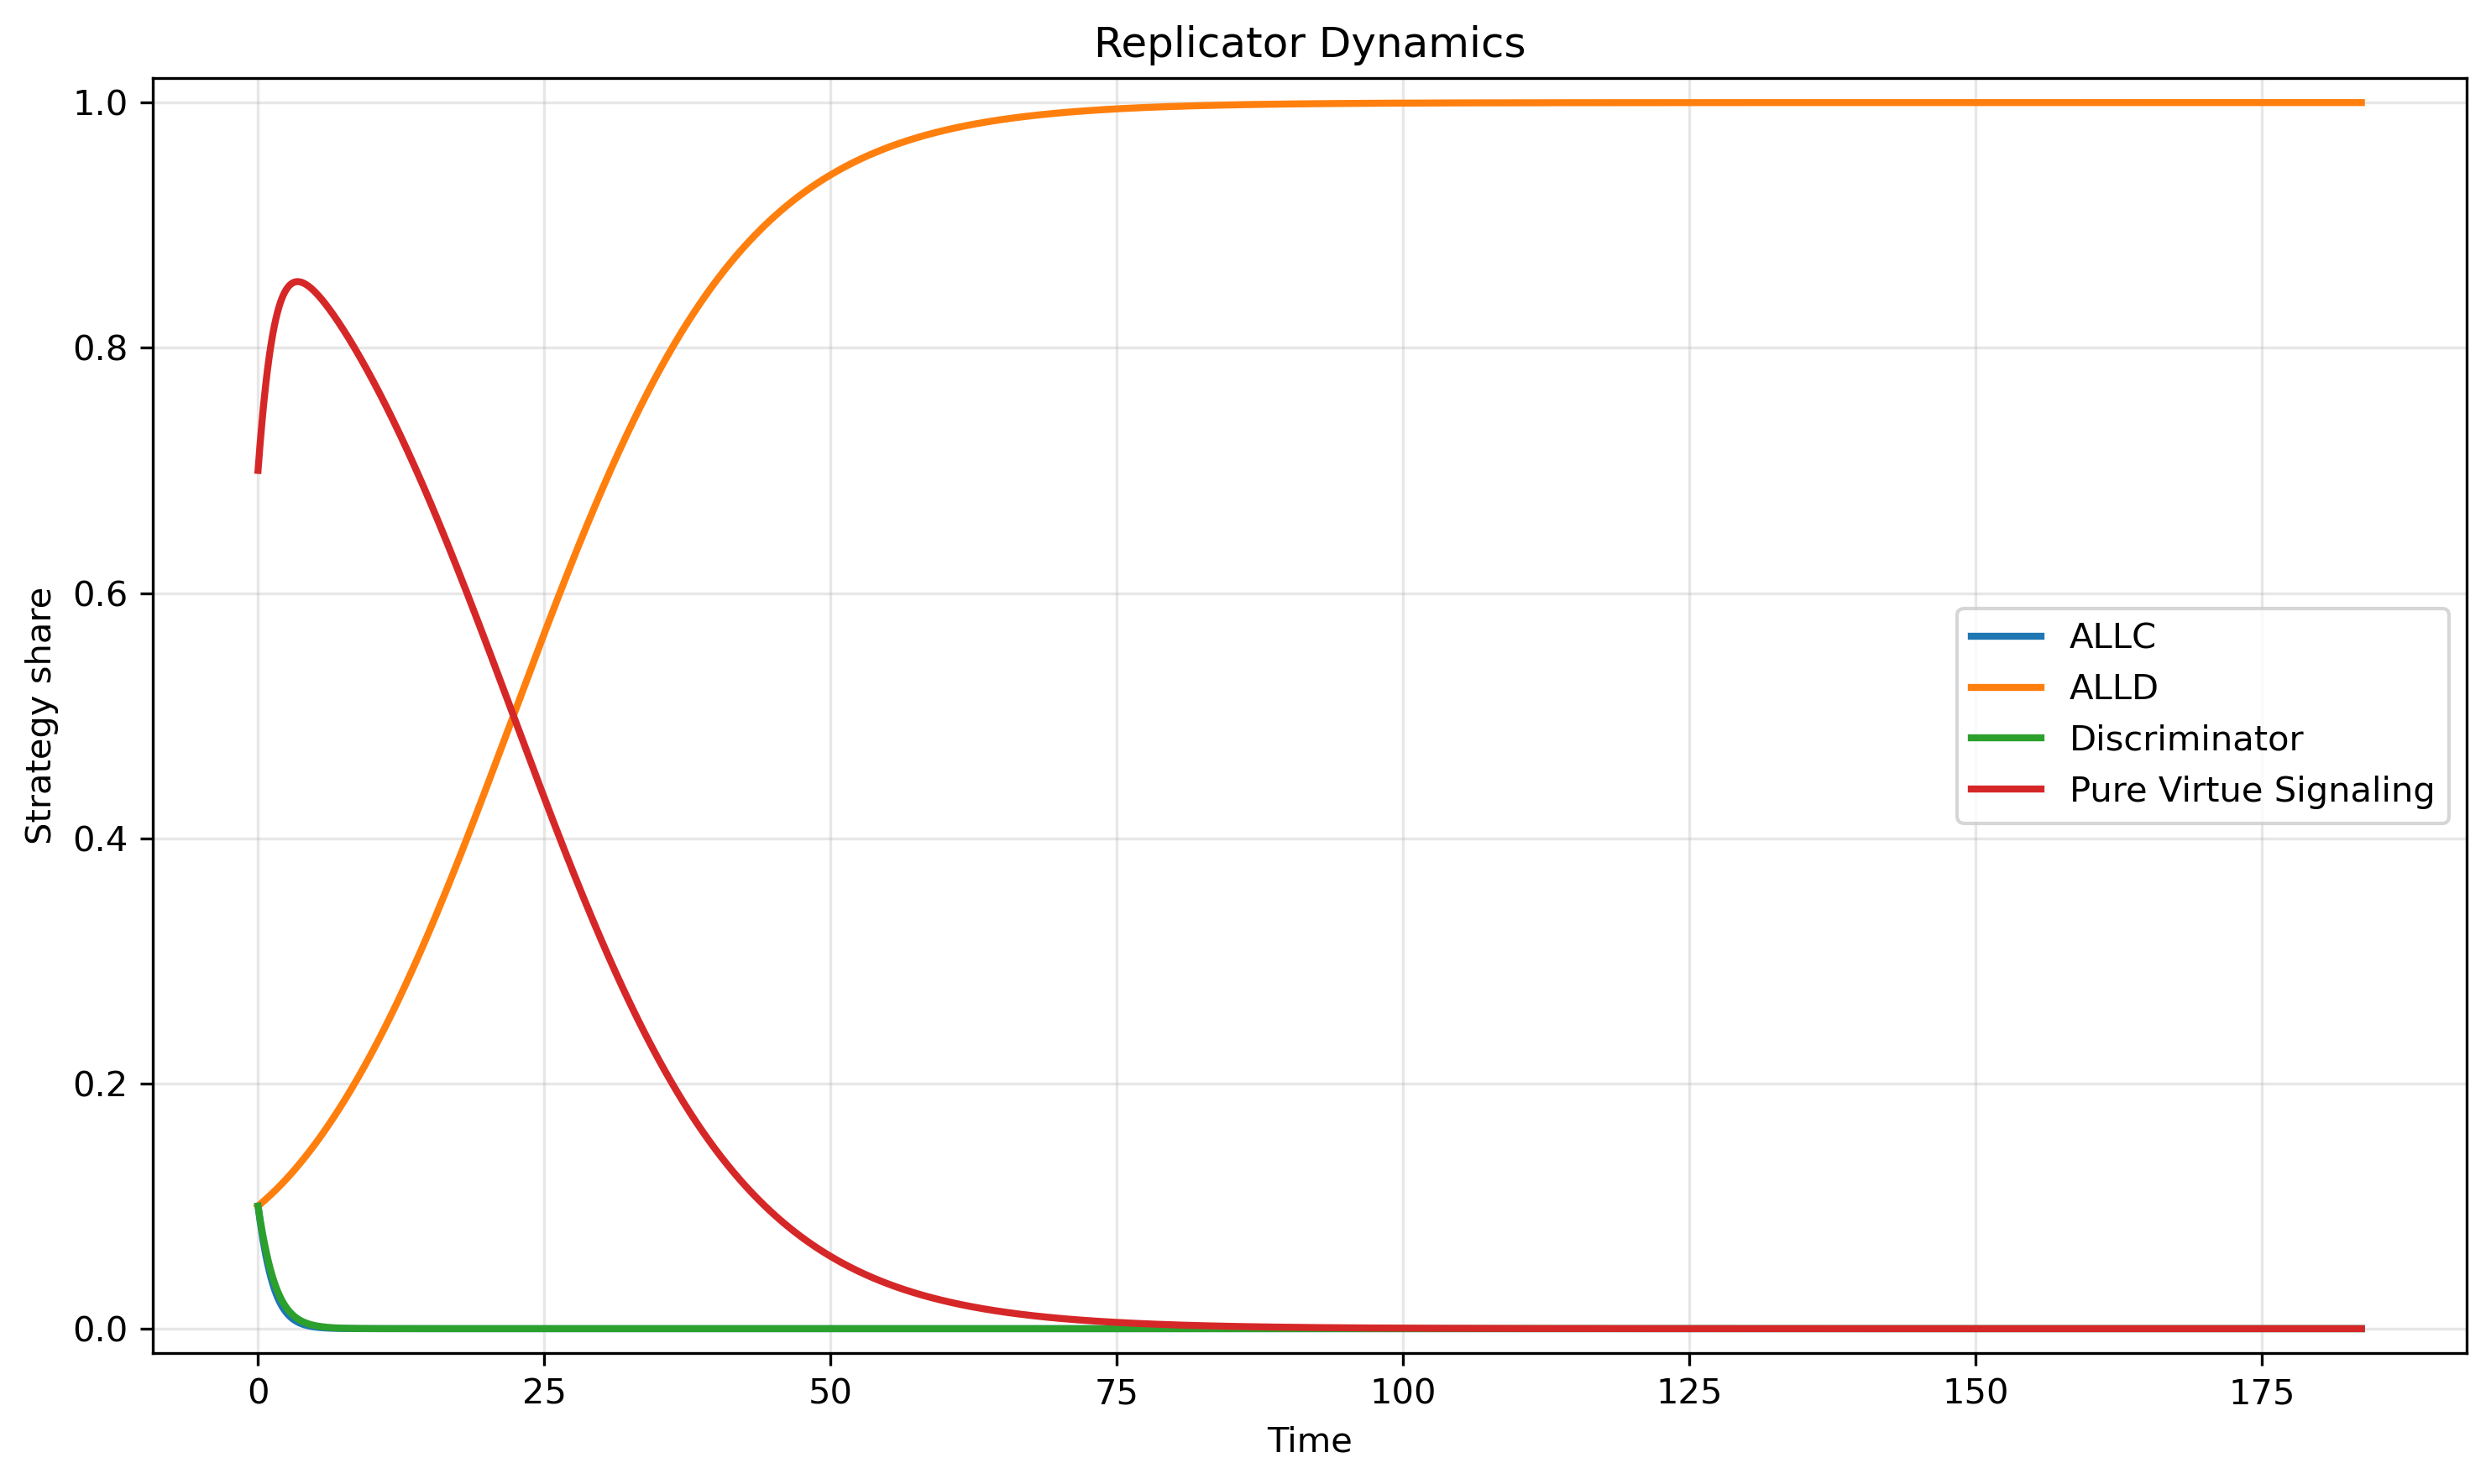 Replicator Dynamics
1.0
0.8
0.6
0.4
0.2
0.0
Strategy share
ALLC
ALLD
Discriminator
Pure Virtue Signaling
0 25 50 75 100 125 150 175
Time